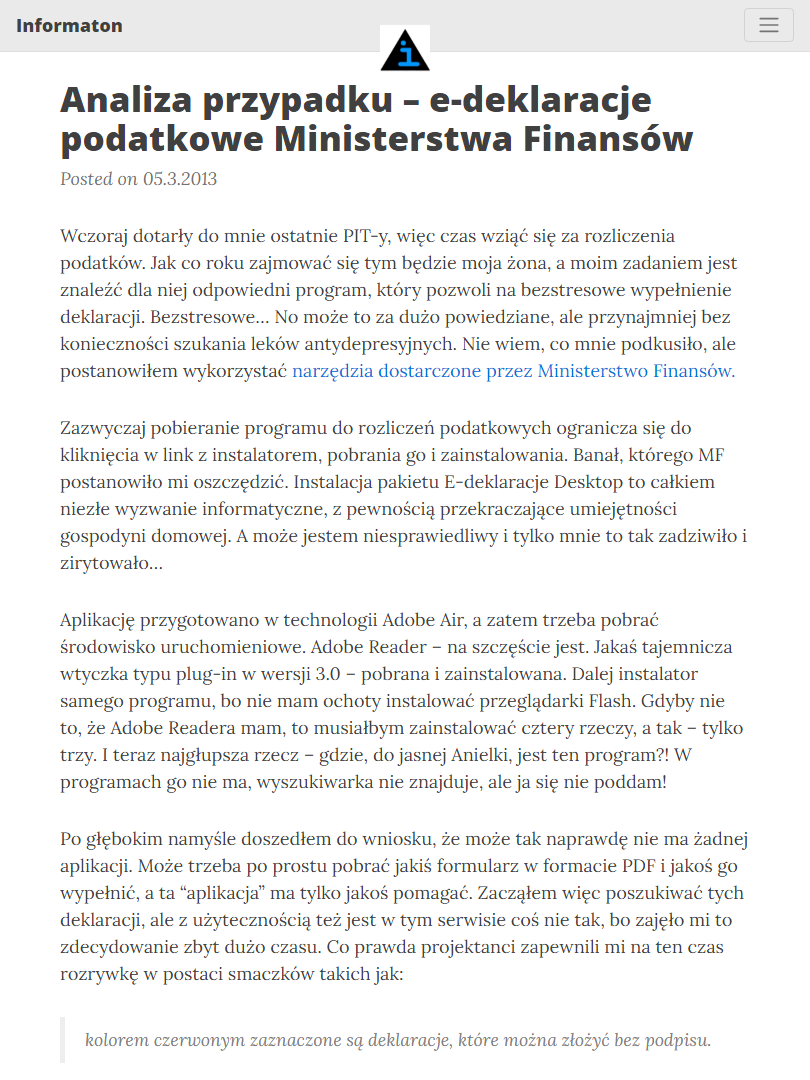 Informaton
i
Analiza przypadku – e-deklaracje
podatkowe Ministerstwa Finansów
Posted on 05.3.2013
Wczoraj dotarły do mnie ostatnie PIT-y, więc czas wziąć się za rozliczenia
podatków. Jak co roku zajmować się tym będzie moja żona, a moim zadaniem jest
znaleźć dla niej odpowiedni program, który pozwoli na bezstresowe wypełnienie
deklaracji. Bezstresowe… No może to za dużo powiedziane, ale przynajmniej bez
konieczności szukania leków antydepresyjnych. Nie wiem, co mnie podkusiło, ale
postanowiłem wykorzystać narzędzia dostarczone przez Ministerstwo Finansów.
Zazwyczaj pobieranie programu do rozliczeń podatkowych ogranicza się do
kliknięcia w link z instalatorem, pobrania go i zainstalowania. Banał, którego MF
postanowiło mi oszczędzić. Instalacja pakietu E-deklaracje Desktop to całkiem
niezłe wyzwanie informatyczne, z pewnością przekraczające umiejętności
gospodyni domowej. A może jestem niesprawiedliwy i tylko mnie to tak zadziwiło i
zirytowało…
Aplikację przygotowano w technologii Adobe Air, a zatem trzeba pobrać
środowisko uruchomieniowe. Adobe Reader – na szczęście jest. Jakaś tajemnicza
wtyczka typu plug-in w wersji 3.0 – pobrana i zainstalowana. Dalej instalator
samego programu, bo nie mam ochoty instalować przeglądarki Flash. Gdyby nie
to, że Adobe Readera mam, to musiałbym zainstalować cztery rzeczy, a tak – tylko
trzy. I teraz najgłupsza rzecz – gdzie, do jasnej Anielki, jest ten program?! W
programach go nie ma, wyszukiwarka nie znajduje, ale ja się nie poddam!
Po głębokim namyśle doszedłem do wniosku, że może tak naprawdę nie ma żadnej
aplikacji. Może trzeba po prostu pobrać jakiś formularz w formacie PDF i jakoś go
wypełnić, a ta “aplikacja” ma tylko jakoś pomagać. Zacząłem więc poszukiwać tych
deklaracji, ale z użytecznością też jest w tym serwisie coś nie tak, bo zajęło mi to
zdecydowanie zbyt dużo czasu. Co prawda projektanci zapewnili mi na ten czas
rozrywkę w postaci smaczków takich jak:
kolorem czerwonym zaznaczone są deklaracje, które można złożyć bez podpisu.